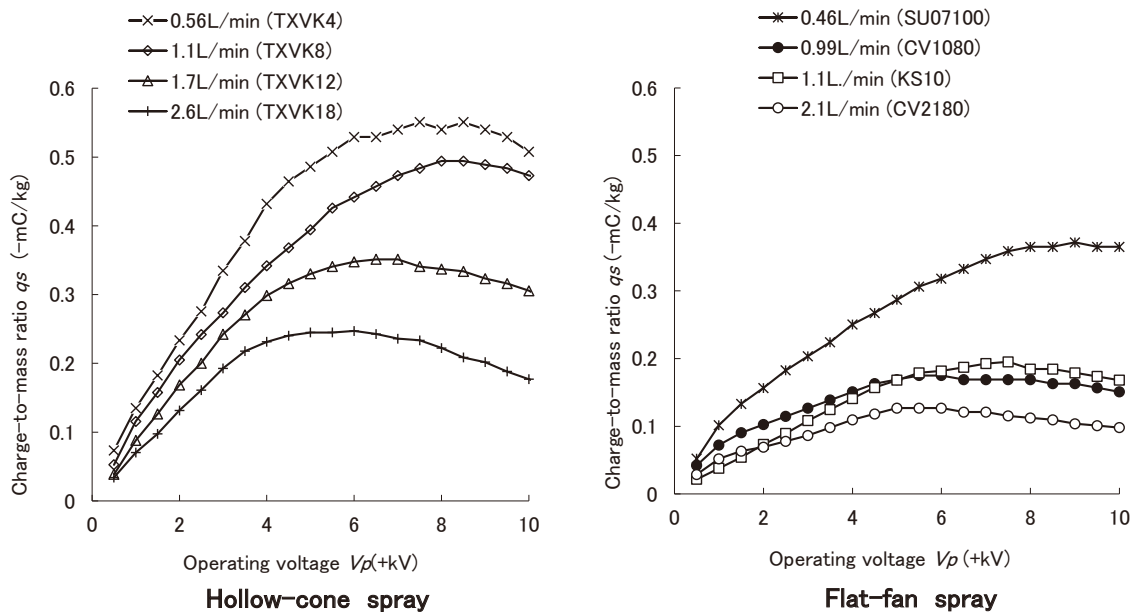 0.56L/min (TXVK4)
1.1L/min (TXVK8)
1.7L/min (TXVK12)
2.6L/min (TXVK18)
0.6
0.5
0.4
0.3
0.2
0.1
0
Charge-to-mass ratio qs (-mC/kg)
0 2 4 6 8 10
Operating voltage Vp(+kV)
Hollow-cone spray
0.46L/min (SU07100)
0.99L/min (CV1080)
1.1L./min (KS10)
2.1L/min (CV2180)
0.6
0.5
0.4
0.3
0.2
0.1
0
Charge-to-mass ratio qs (-mC/kg)
0 2 4 6 8 10
Operating voltage Vp (+kV)
Flat-fan spray